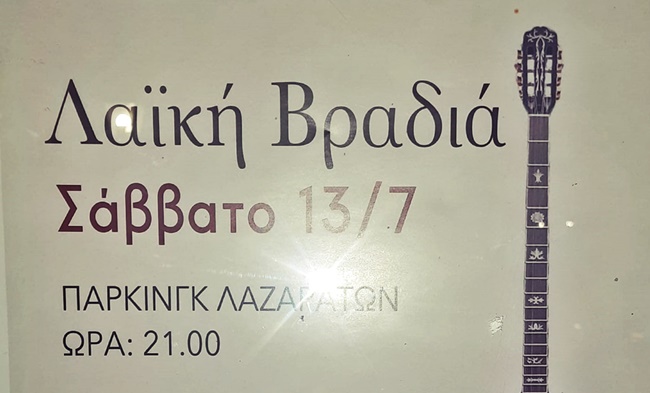 Λαϊκή Βραδιά
Σάββατο 13/7
ΠΑΡΚΙΝΓΚ ΛΑΖΑΡΑΤΩΝ
ΩΡΑ: 21.00